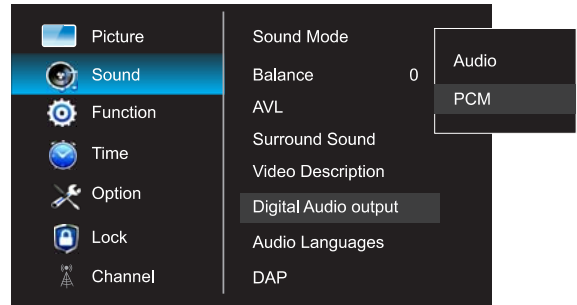 Picture
Sound
Function
Time
Option
Lock
Channel
Sound Mode
Balance 0
AVL
Surround Sound
Video Description
Digital Audio output
Audio Languages
DAP
Audio
PCM